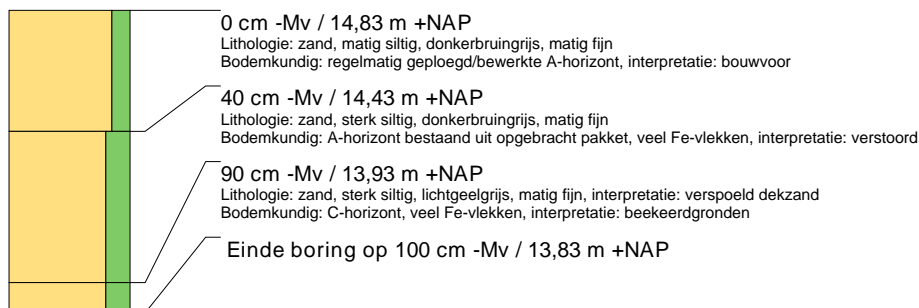 0 cm -Mv / 14,83 m +NAP
Lithologie: zand, matig siltig, donkerbruingrijs, matig fijn
Bodemkundig: regelmatig geploegd/bewerkte A-horizont, interpretatie: bouwvoor
40 cm -Mv / 14,43 m +NAP
Lithologie: zand, sterk siltig, donkerbruingrijs, matig fijn
Bodemkundig: A-horizont bestaand uit opgebracht pakket, veel Fe-vlekken, interpretatie: verstoord
90 cm -Mv / 13,93 m +NAP
Lithologie: zand, sterk siltig, lichtgeelgrijs, matig fijn, interpretatie: verspoeld dekzand
Bodemkundig: C-horizont, veel Fe-vlekken, interpretatie: beekeerdgronden
Einde boring op 100 cm -Mv / 13,83 m +NAP